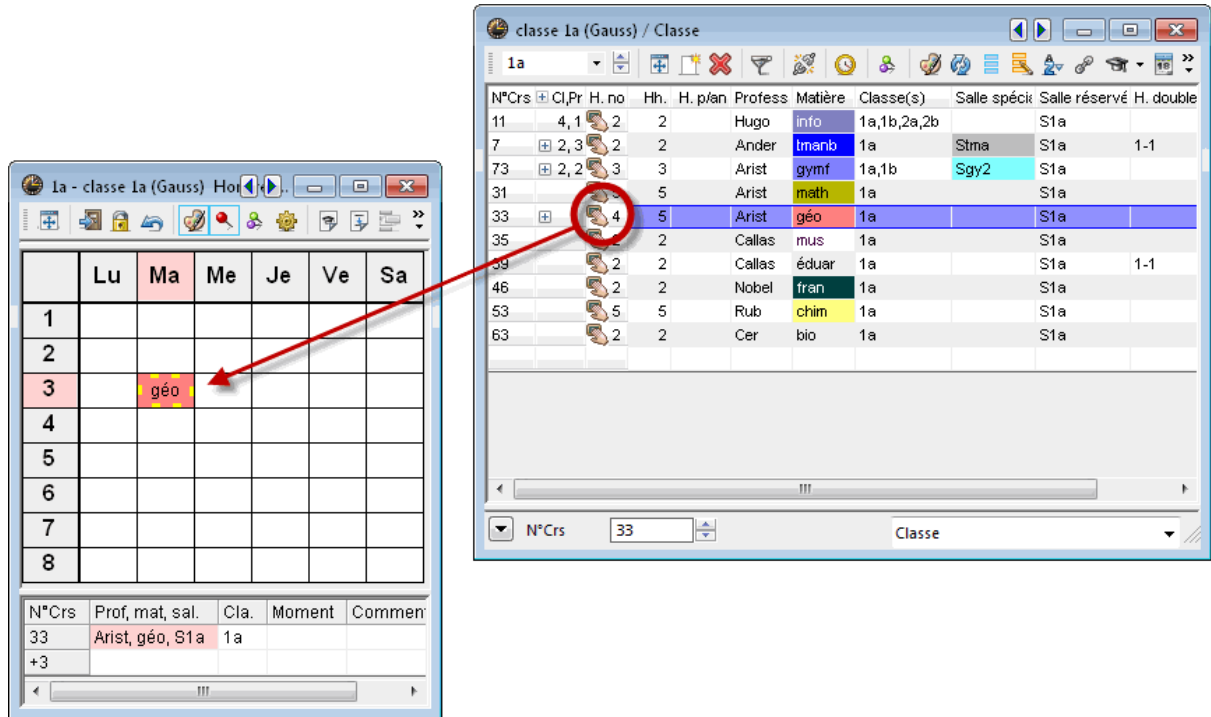 classe 1a (Gauss) / Classe
1a
N°Crs Cl,Pr H. no Hh. H. p/an Profess Matière Classe(s) Salle spécia Salle réservé H. double
11 4, 1 2 2 Hugo info 1a,1b,2a,2b S1a
7 2, 3 2 2 Ander tmanb 1a Stma S1a 1-1
73 2, 2 3 3 Arist gymf 1a,1b Sgy2 S1a
31 5 Arist math 1a S1a
33 4 5 Arist géo 1a S1a
35 2 2 Callas mus 1a S1a
39 2 2 Callas éduar 1a S1a 1-1
46 2 2 Nobel fran 1a S1a
53 5 5 Rub chim 1a S1a
63 2 2 Cer bio 1a S1a
N°Crs 33 Classe
1a - classe 1a (Gauss) Hor
Lu Ma Me Je Ve Sa
1
2
3 géo
4
5
6
7
8
N°Crs Prof, mat, sal. Cla. Moment Commen
33 Arist, géo, S1a 1a
+3